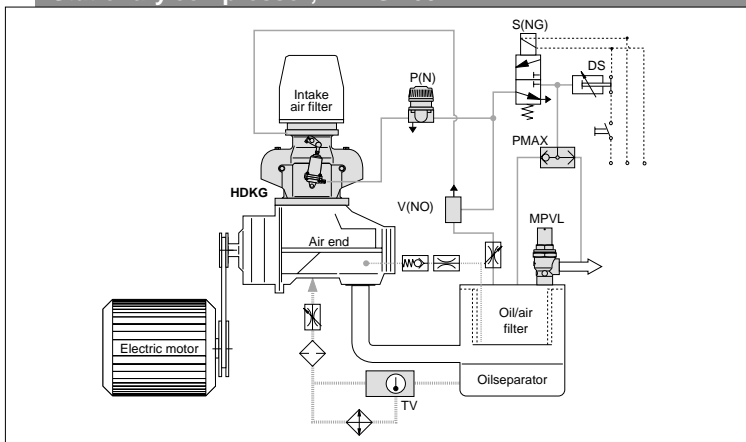 S(NG)
P(N)
DS
Intake
air filter
PMAX
HDKG
V(NO)
MPVL
Air end
Oil/air
filter
Electric motor
Oilseparator
TV